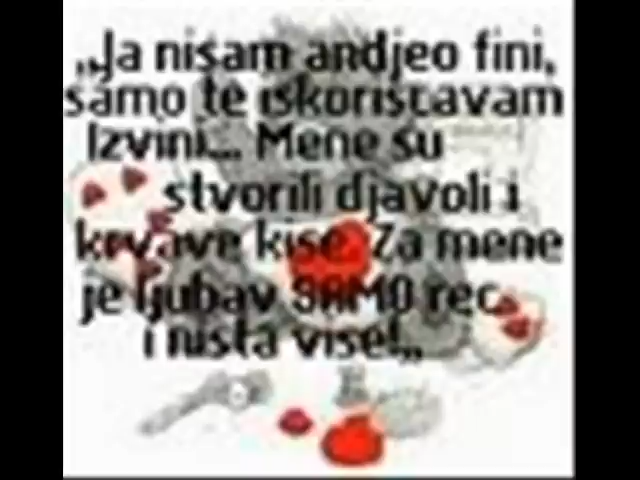 „Ja nisam andjeo fini,
samo te iskoristavam
Izvini... Mene su
stvorili djavoli i
krvave kise. Za mene
je ljubav SAMO rec
i nista vise!„